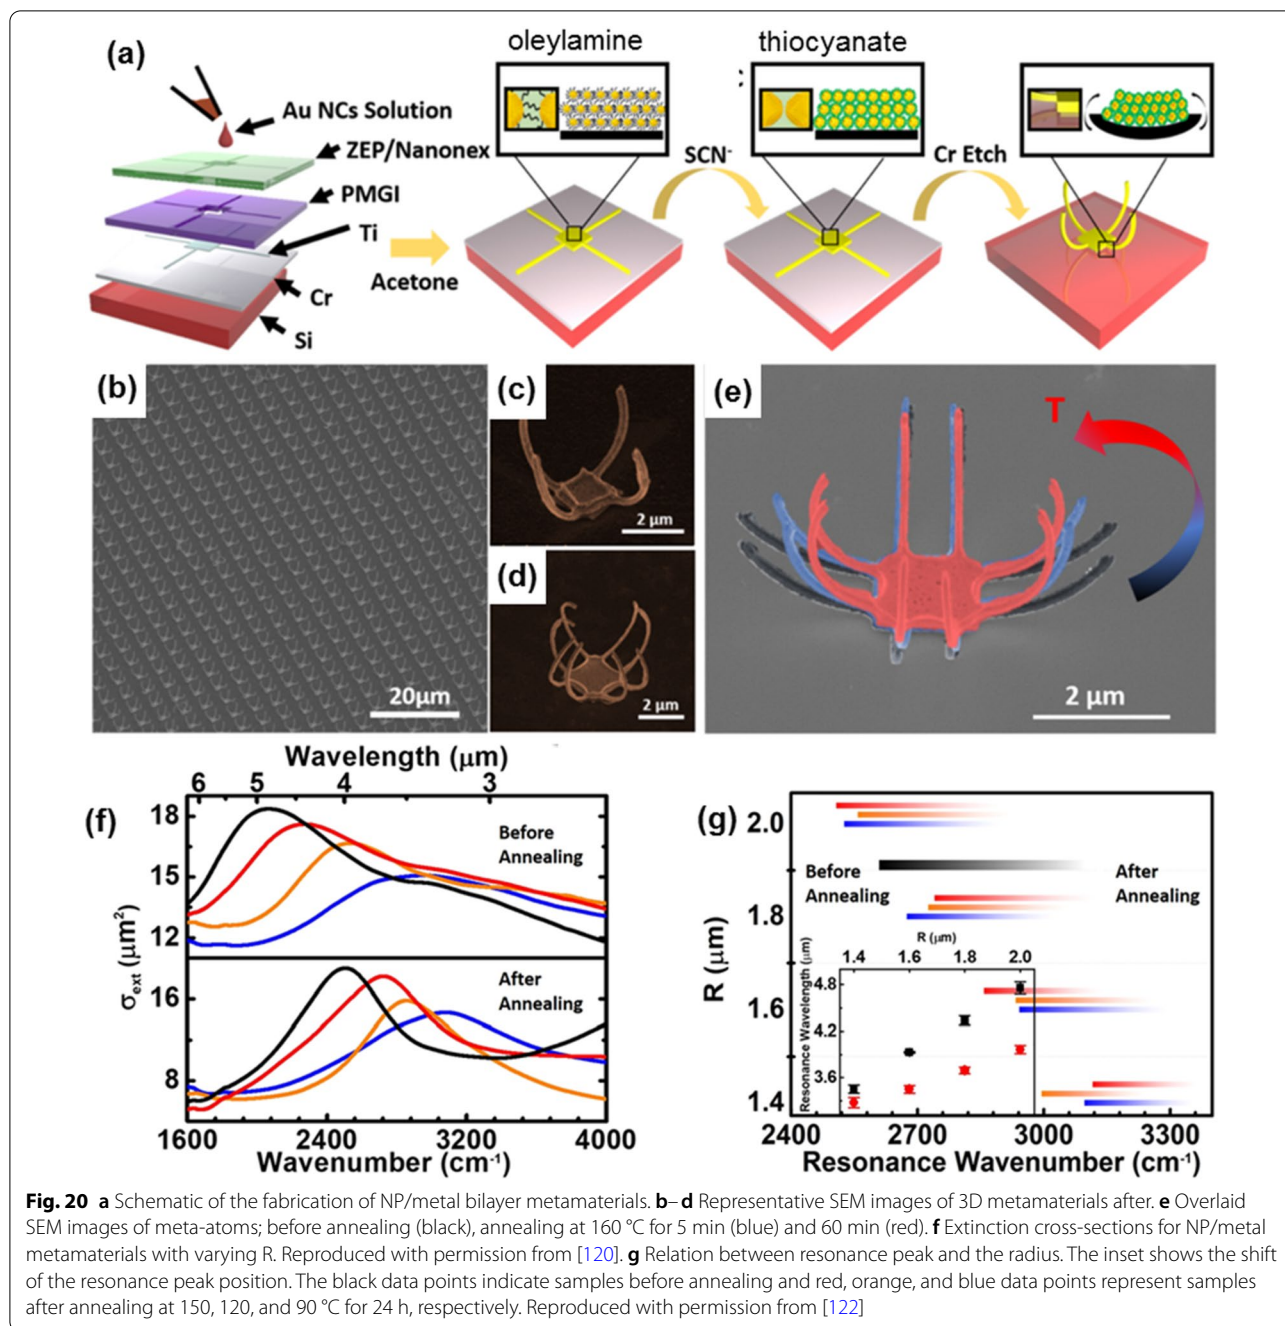 (a)
oleylamine
thiocyanate
Au NCs Solution
ZEP/Nanonex
PMGI
Ti
Cr
Si
Acetone
SCN⁻
Cr Etch
(b)
20μm
(c)
2 μm
(d)
2 μm
(e)
T
2 μm
Wavelength (μm)
6 5 4 3
(f)
18
15
12
Before
Annealing
σext (μm²)
After
Annealing
16
8
1600 2400 3200 4000
Wavenumber (cm⁻¹)
(g)
2.0
1.8
1.6
1.4
R (μm)
Before
Annealing
After
Annealing
R (μm)
1.4 1.6 1.8 2.0
Resonance Wavelength (μm)
4.8
4.2
3.6
2400 2700 3000 3300
Resonance Wavenumber (cm⁻¹)
Fig. 20 a Schematic of the fabrication of NP/metal bilayer metamaterials. b–d Representative SEM images of 3D metamaterials after. e Overlaid
SEM images of meta-atoms; before annealing (black), annealing at 160 °C for 5 min (blue) and 60 min (red). f Extinction cross-sections for NP/metal
metamaterials with varying R. Reproduced with permission from [120]. g Relation between resonance peak and the radius. The inset shows the shift
of the resonance peak position. The black data points indicate samples before annealing and red, orange, and blue data points represent samples
after annealing at 150, 120, and 90 °C for 24 h, respectively. Reproduced with permission from [122]